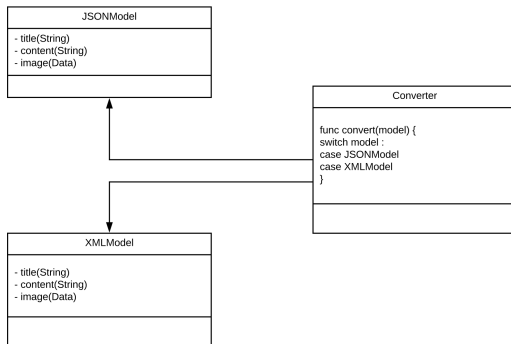 JSONModel
- title(String)
- content(String)
- image(Data)
Converter
func convert(model) {
switch model :
case JSONModel
case XMLModel
}
XMLModel
- title(String)
- content(String)
- image(Data)